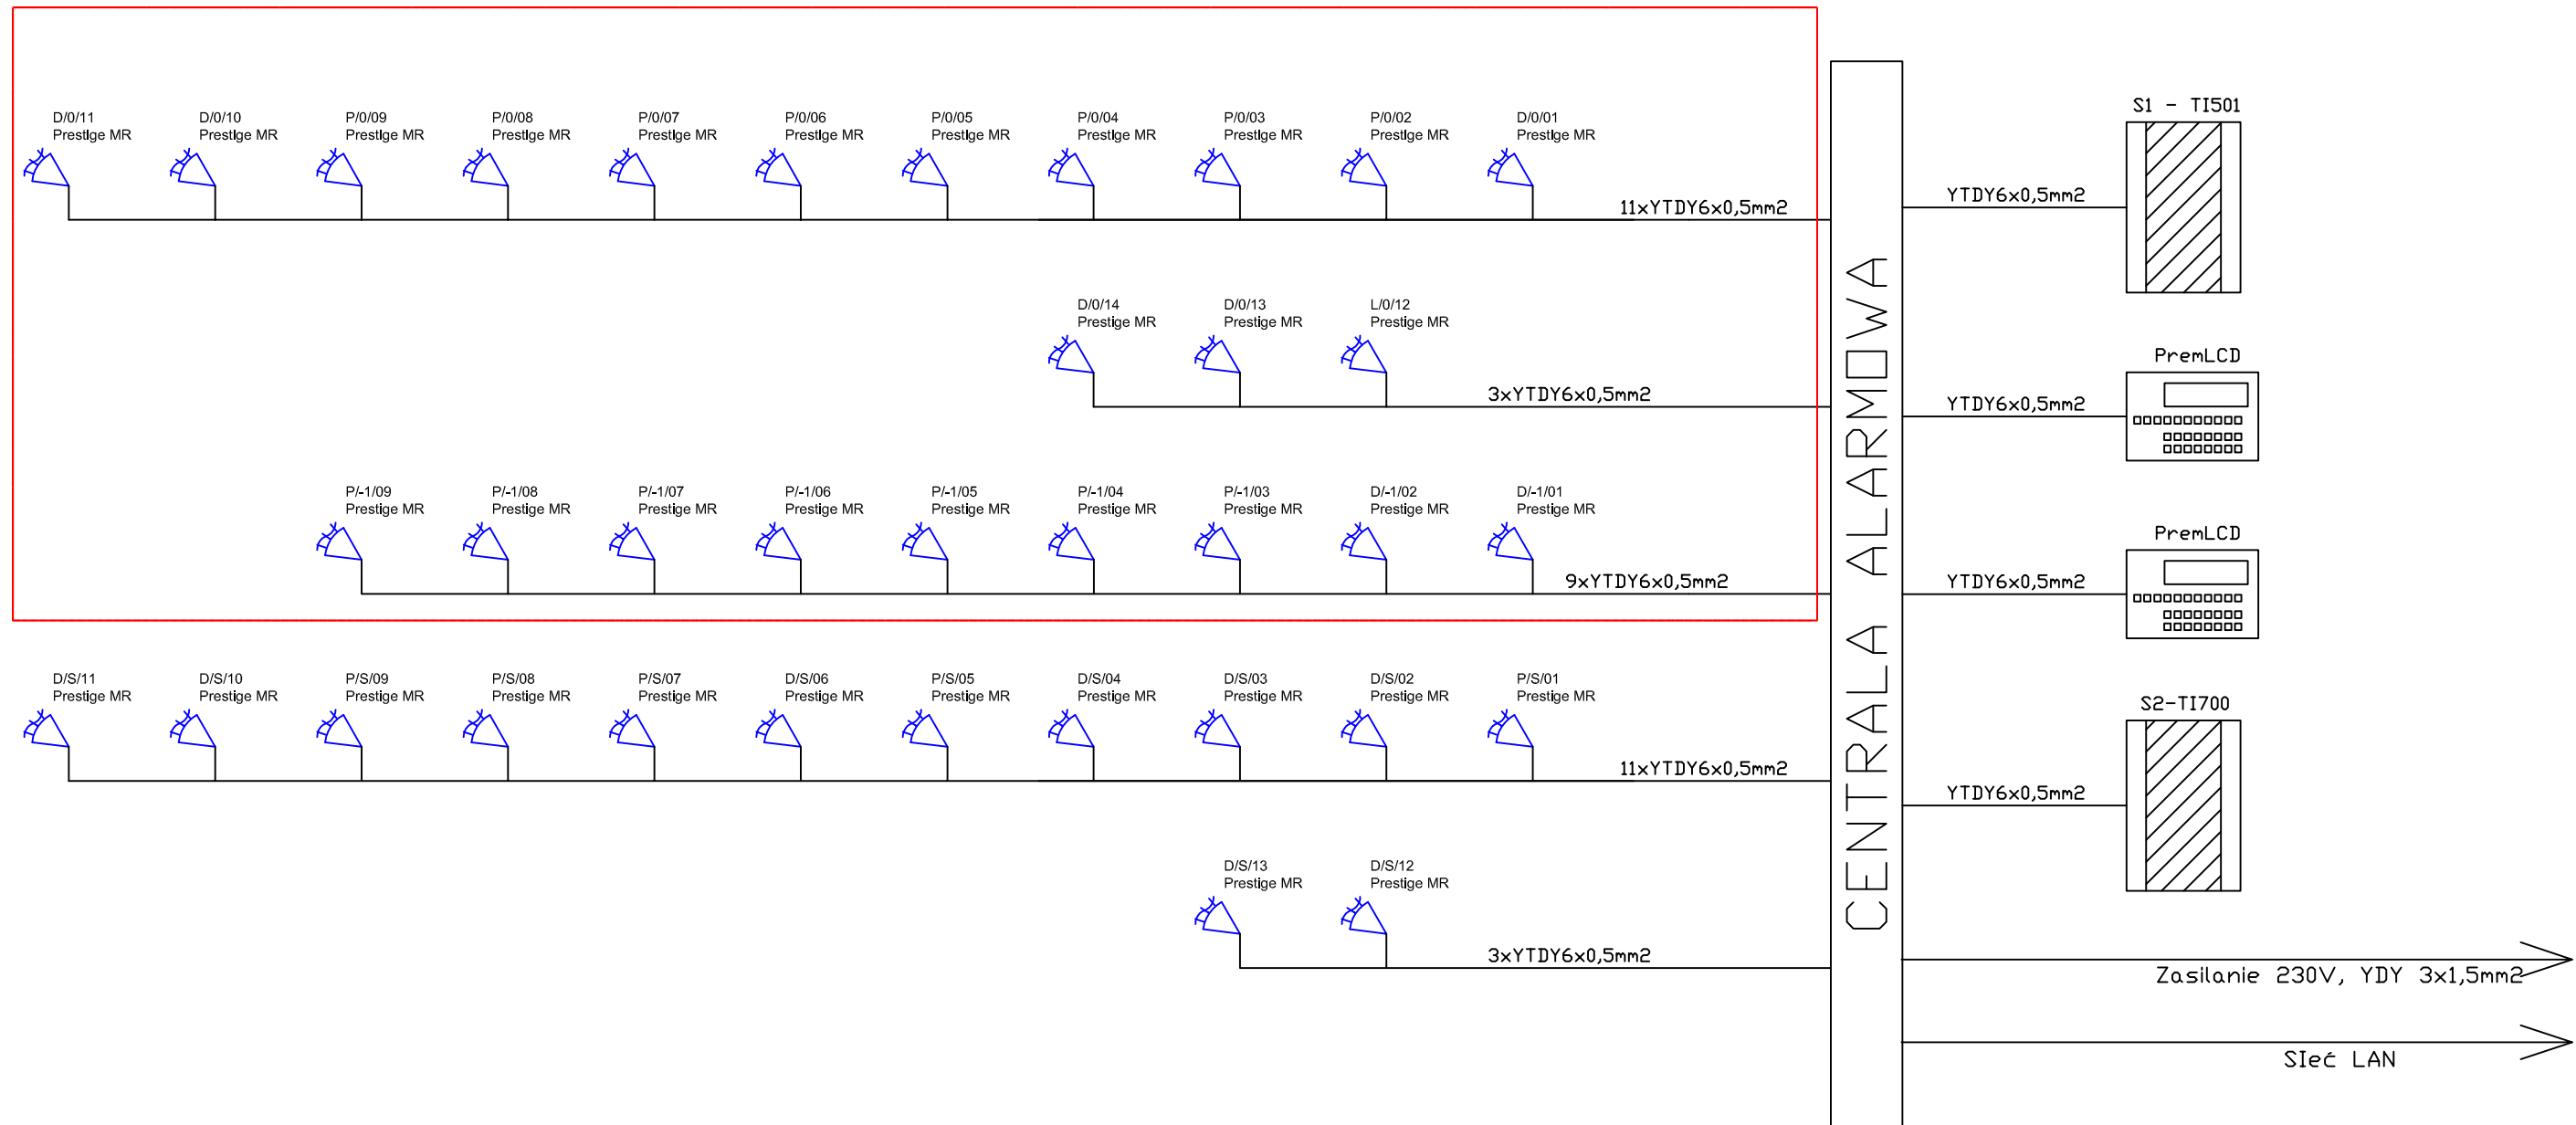 D/0/11
Prestige MR
D/0/10
Prestige MR
P/0/09
Prestige MR
P/0/08
Prestige MR
P/0/07
Prestige MR
P/0/06
Prestige MR
P/0/05
Prestige MR
P/0/04
Prestige MR
P/0/03
Prestige MR
P/0/02
Prestige MR
D/0/01
Prestige MR
11xYTDY6x0,5mm2
D/0/14
Prestige MR
D/0/13
Prestige MR
L/0/12
Prestige MR
3xYTDY6x0,5mm2
P/-1/09
Prestige MR
P/-1/08
Prestige MR
P/-1/07
Prestige MR
P/-1/06
Prestige MR
P/-1/05
Prestige MR
P/-1/04
Prestige MR
P/-1/03
Prestige MR
D/-1/02
Prestige MR
D/-1/01
Prestige MR
9xYTDY6x0,5mm2
D/S/11
Prestige MR
D/S/10
Prestige MR
P/S/09
Prestige MR
P/S/08
Prestige MR
P/S/07
Prestige MR
D/S/06
Prestige MR
P/S/05
Prestige MR
D/S/04
Prestige MR
D/S/03
Prestige MR
D/S/02
Prestige MR
P/S/01
Prestige MR
11xYTDY6x0,5mm2
D/S/13
Prestige MR
D/S/12
Prestige MR
3xYTDY6x0,5mm2
CENTRALA ALARMOWA
S1 - TI501
YTDY6x0,5mm2
PremLCD
YTDY6x0,5mm2
PremLCD
YTDY6x0,5mm2
S2-TI700
YTDY6x0,5mm2
Zasilanie 230V, YDY 3x1,5mm2
SIeć LAN